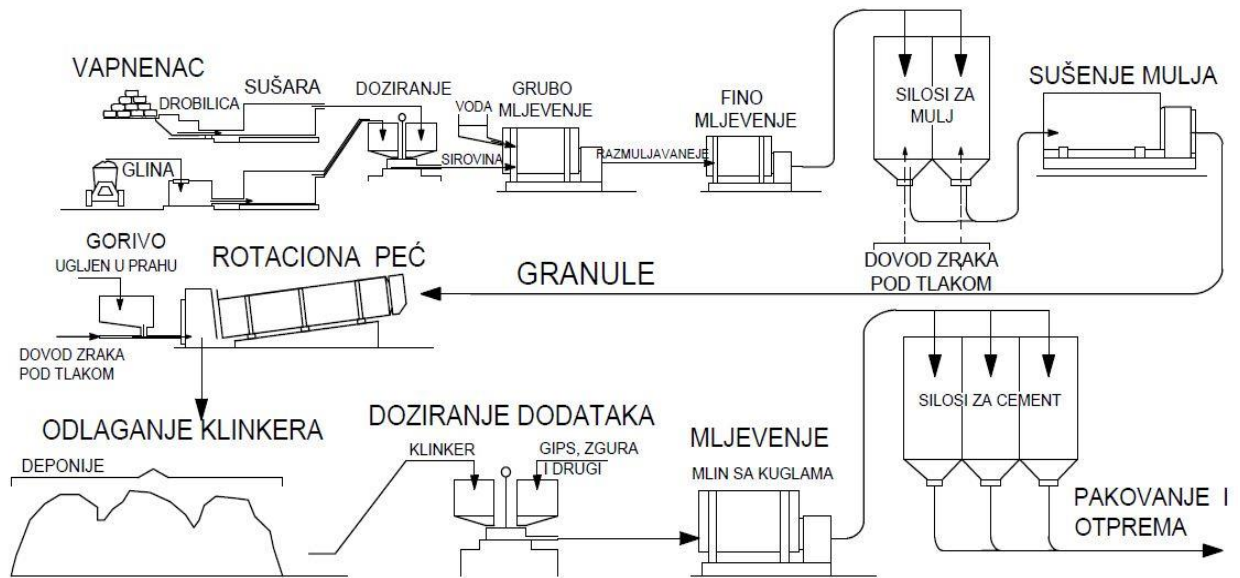 VAPNENAC
DROBILICA
SUŠARA
DOZIRANJE
GLINA
SIROVINA
VODA
GRUBO
MLJEVENJE
RAZMULJAVANEJE
FINO
MLJEVENJE
SILOSI ZA
MULJ
DOVOD ZRAKA
POD TLAKOM
SUŠENJE MULJA
GORIVO
UGLJEN U PRAHU
DOVOD ZRAKA
POD TLAKOM
ROTACIONA PEĆ
GRANULE
ODLAGANJE KLINKERA
DEPONIJE
DOZIRANJE DODATAKA
KLINKER
GIPS, ZGURA
I DRUGI
MLJEVENJE
MLIN SA KUGLAMA
SILOSI ZA CEMENT
PAKOVANJE I
OTPREMA